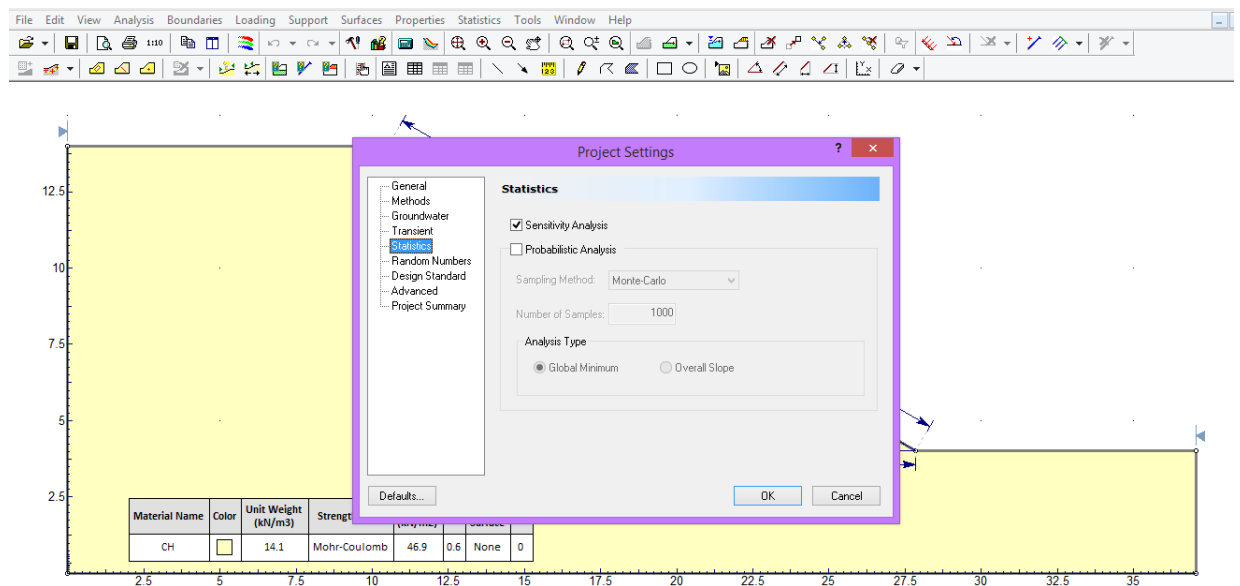 File Edit View Analysis Boundaries Loading Support Surfaces Properties Statistics Tools Window Help
1:10
Project Settings ? ×
General
Methods
Groundwater
Transient
Statistics
Random Numbers
Design Standard
Advanced
Project Summary
Statistics
Sensitivity Analysis
Probabilistic Analysis
Sampling Method: Monte-Carlo
Number of Samples: 1000
Analysis Type
Global Minimum Overall Slope
Defaults... OK Cancel
12.5
10
7.5
5
2.5
Material Name Color Unit Weight (kN/m3)
CH 14.1 Mohr-Coulomb 46.9 0.6 None 0
2.5 5 7.5 10 12.5 15 17.5 20 22.5 25 27.5 30 32.5 35